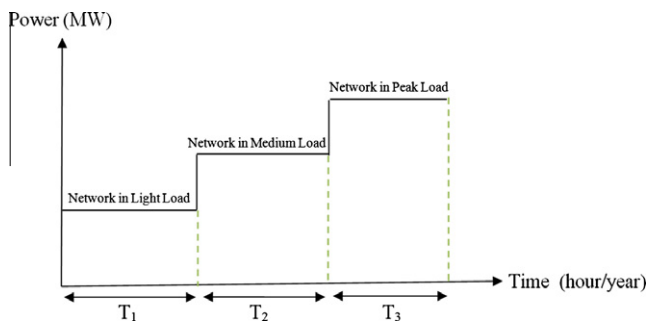 Power (MW)
Network in Peak Load
Network in Medium Load
Network in Light Load
Time (hour/year)
T1
T2
T3